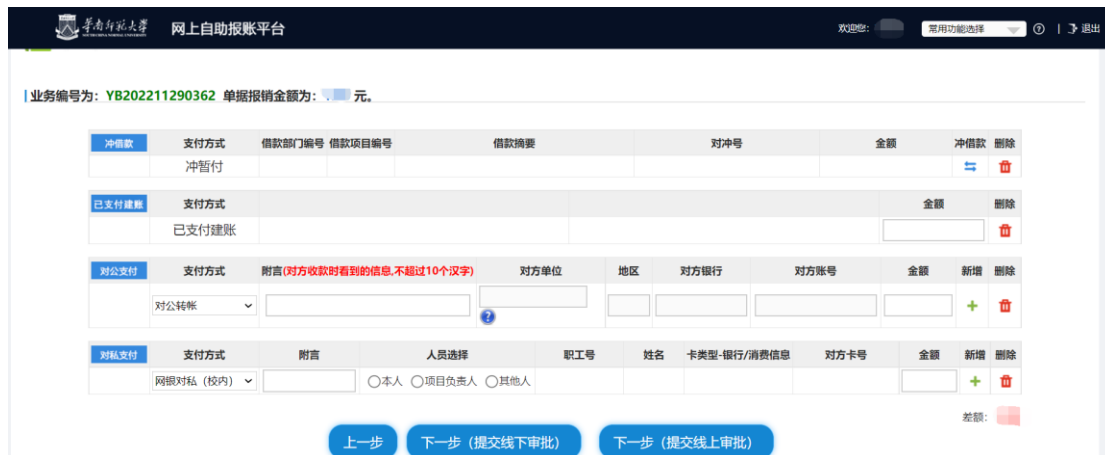 华南师范大学 网上自助报账平台 欢迎您: 常用功能选择 ? | 退出
业务编号为：YB202211290362 单据报销金额为： 元。
冲借款 支付方式 借款部门编号 借款项目编号 借款摘要 对冲号 金额 冲借款 删除
冲暂付
已支付建账 支付方式 金额 删除
已支付建账
对公支付 支付方式 附言(对方收款时看到的信息,不超过10个汉字) 对方单位 地区 对方银行 对方账号 金额 新增 删除
对公转帐
对私支付 支付方式 附言 人员选择 职工号 姓名 卡类型-银行/消费信息 对方卡号 金额 新增 删除
网银对私（校内） 本人 项目负责人 其他人
差额：
上一步 下一步（提交线下审批） 下一步（提交线上审批）